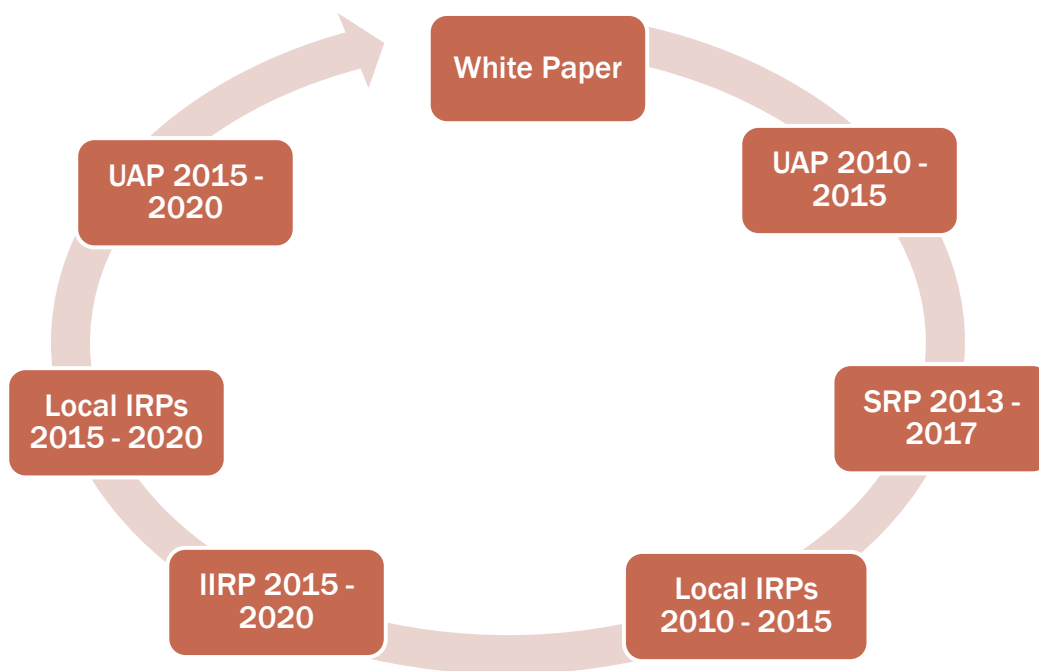 White Paper
UAP 2010 -
2015
SRP 2013 -
2017
Local IRPs
2010 - 2015
IIRP 2015 -
2020
Local IRPs
2015 - 2020
UAP 2015 -
2020